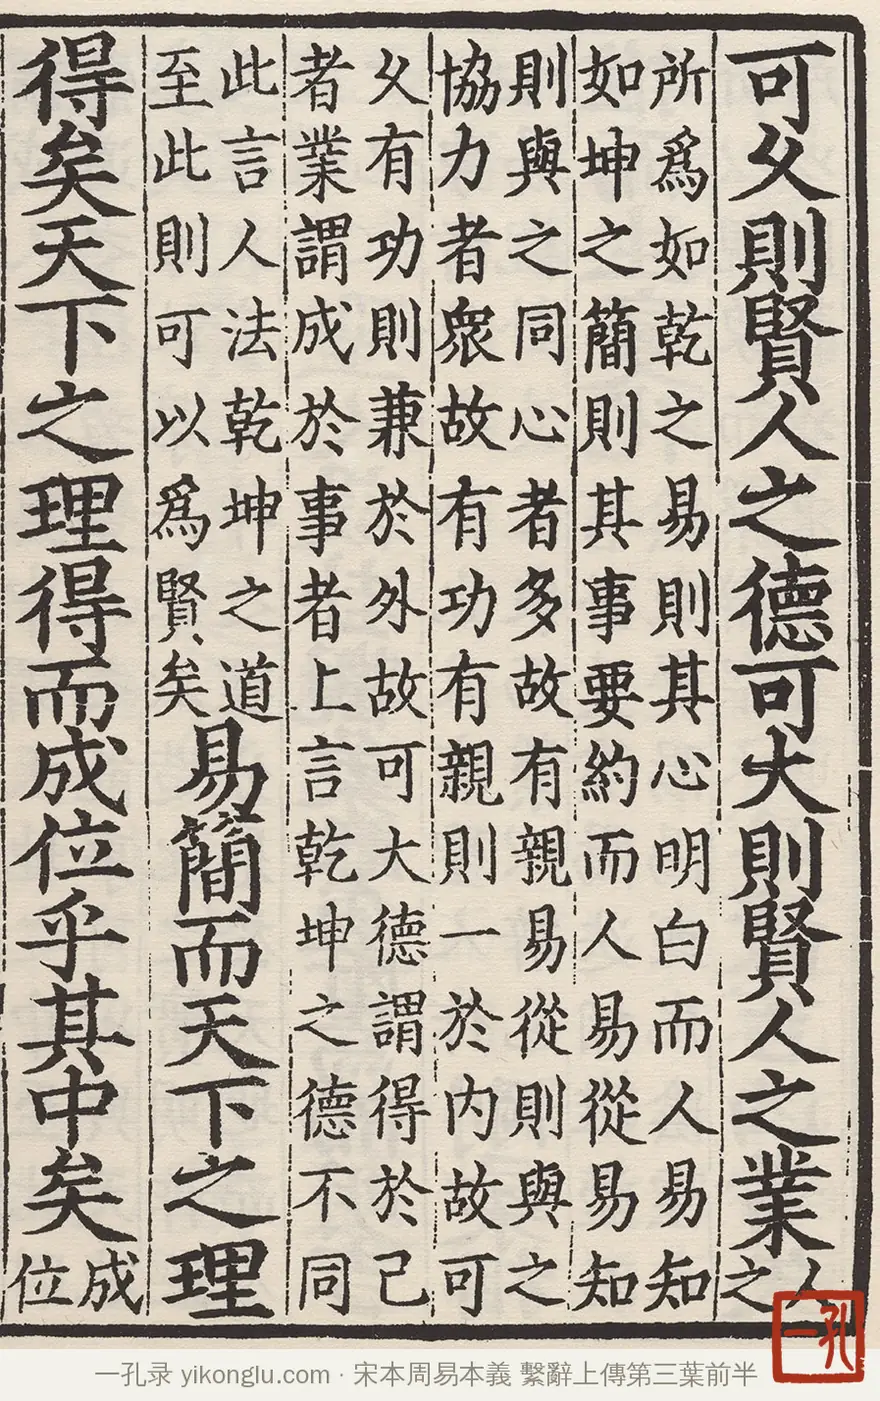 可久則賢人之德可大則賢人之業人之
所爲如乾之易則其心明白而人易知
如坤之簡則其事要約而人易從易知
則與之同心者多故有親易從則與之
協力者衆故有功有親則一於内故可
久有功則兼於外故可大德謂得於己
者業謂成於事者上言乾坤之德不同
此言人法乾坤之道
至此則可以爲賢矣
易簡而天下之理
得矣天下之理得而成位乎其中矣成位
一孔
一孔录 yikonglu.com · 宋本周易本義 繫辭上傳第三葉前半